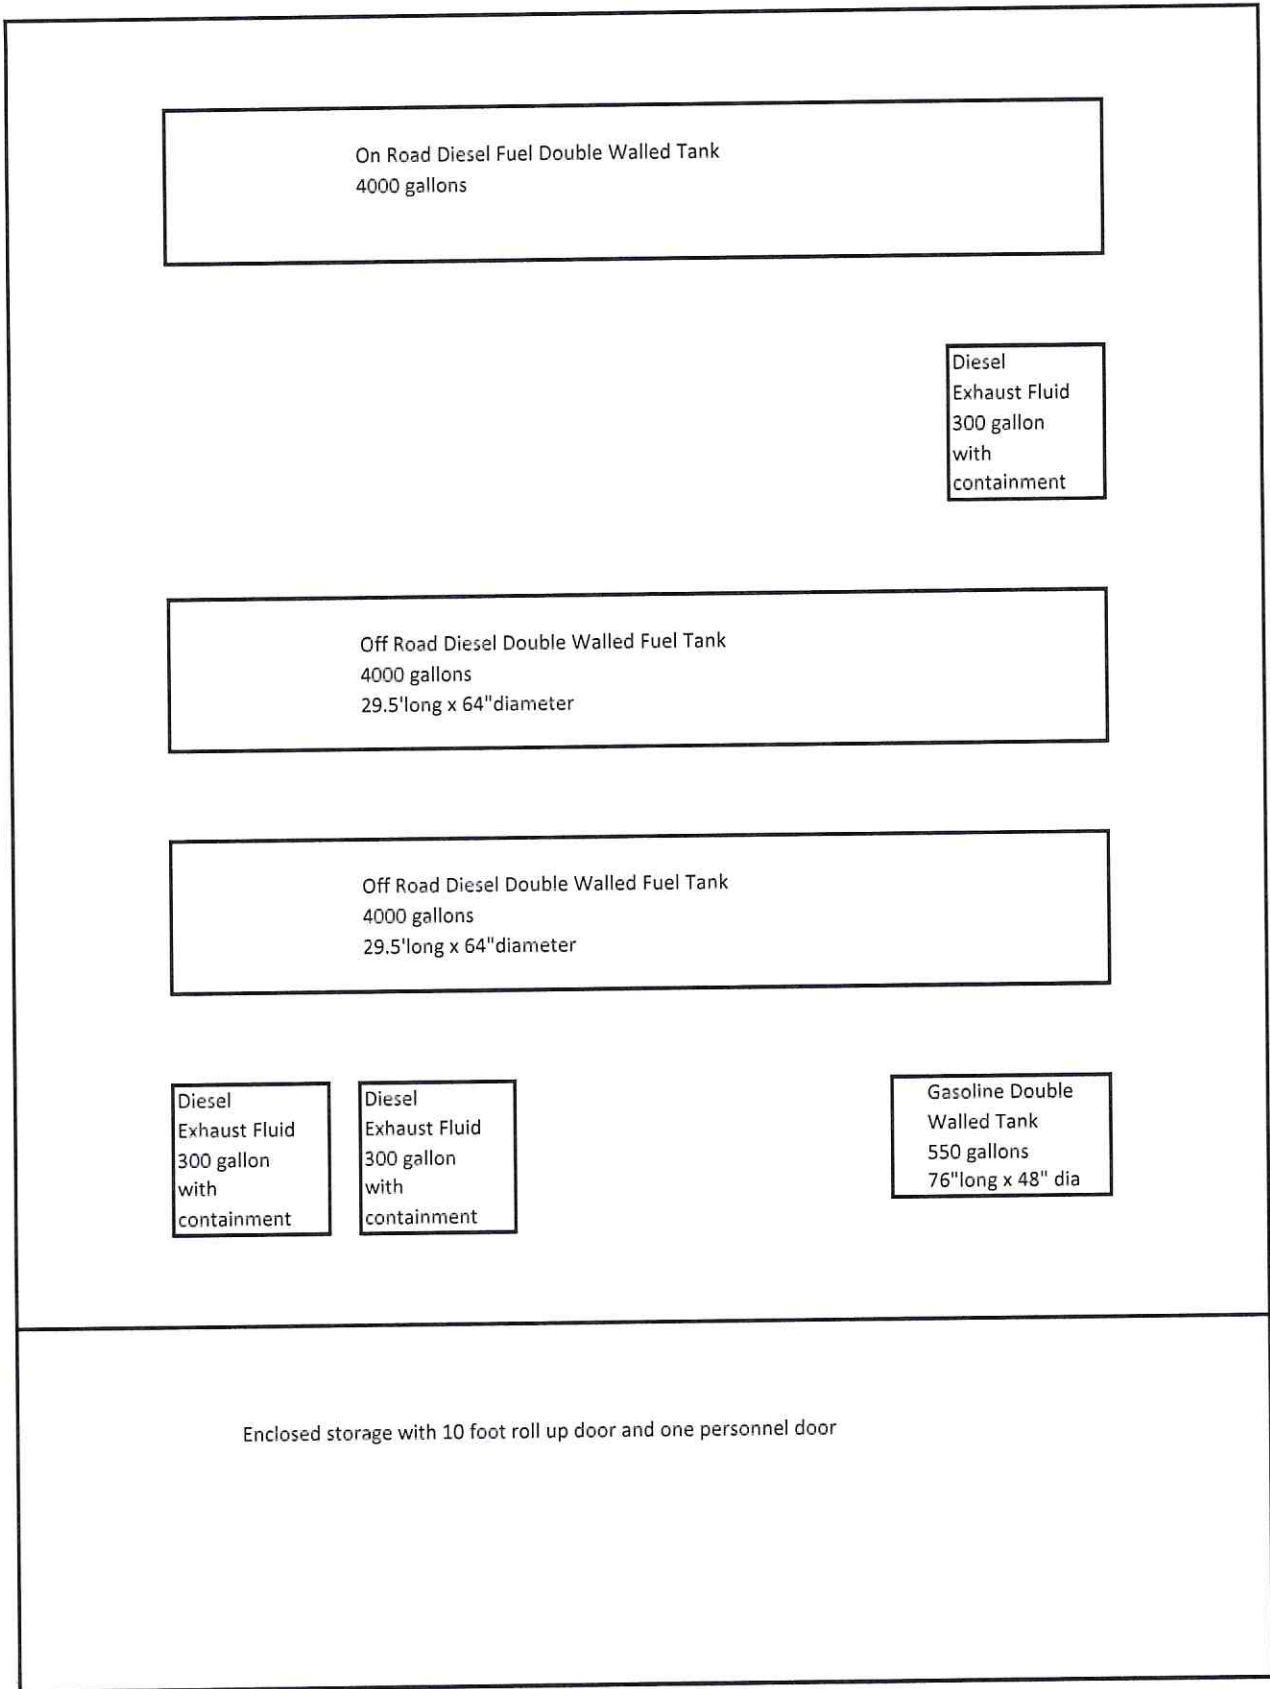 On Road Diesel Fuel Double Walled Tank
4000 gallons
Diesel
Exhaust Fluid
300 gallon
with
containment
Off Road Diesel Double Walled Fuel Tank
4000 gallons
29.5'long x 64"diameter
Off Road Diesel Double Walled Fuel Tank
4000 gallons
29.5'long x 64"diameter
Diesel
Exhaust Fluid
300 gallon
with
containment
Diesel
Exhaust Fluid
300 gallon
with
containment
Gasoline Double
Walled Tank
550 gallons
76"long x 48" dia
Enclosed storage with 10 foot roll up door and one personnel door